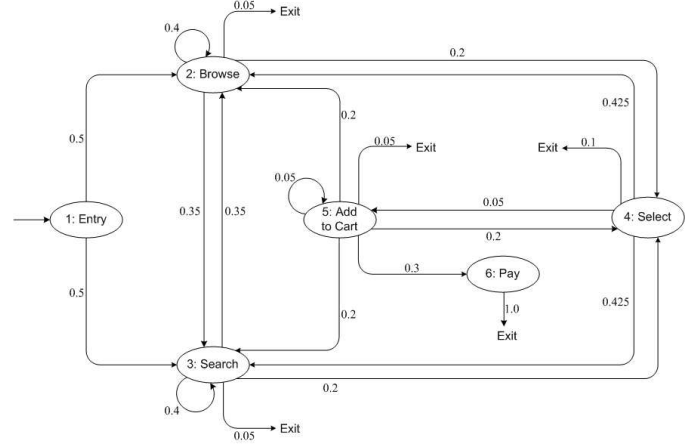 0.05
Exit
0.4
2: Browse
0.2
0.425
0.5
0.2
0.05
Exit
Exit
0.1
0.05
0.35
0.35
1: Entry
5: Add
to Cart
0.05
4: Select
0.2
0.3
6: Pay
0.5
0.2
1.0
0.425
Exit
3: Search
0.2
0.4
0.05
Exit